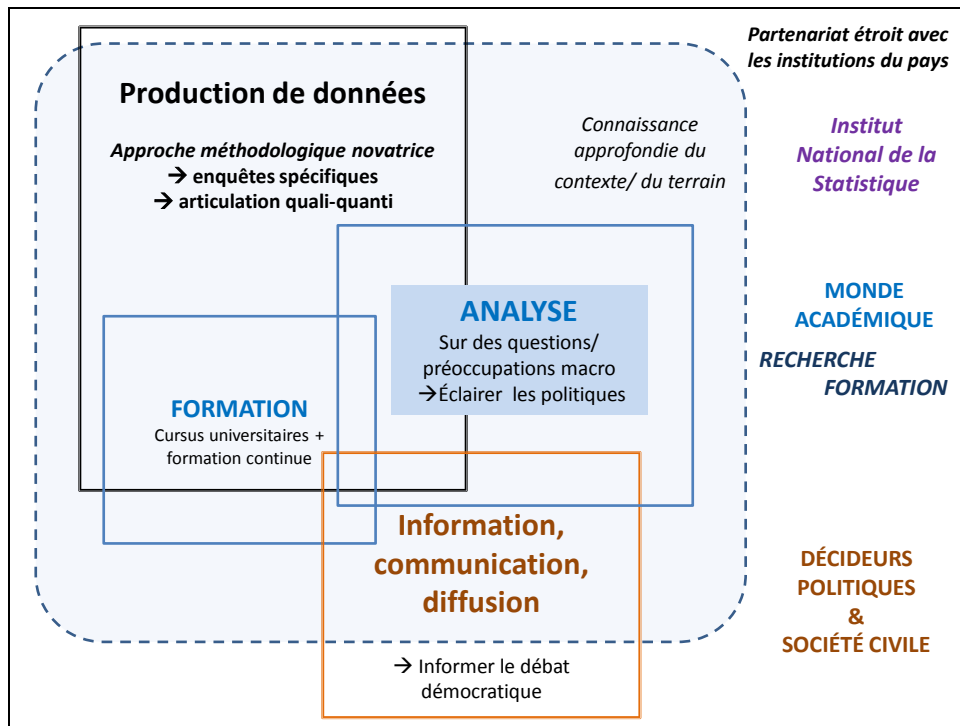 Partenariat étroit avec
les institutions du pays
Production de données
Approche méthodologique novatrice
→ enquêtes spécifiques
→ articulation quali-quanti
Connaissance
approfondie du
contexte/ du terrain
Institut
National de la
Statistique
ANALYSE
Sur des questions/
préoccupations macro
→Éclairer les politiques
MONDE
ACADÉMIQUE
RECHERCHE
FORMATION
FORMATION
Cursus universitaires +
formation continue
Information,
communication,
diffusion
→ Informer le débat
démocratique
DÉCIDEURS
POLITIQUES
&
SOCIÉTÉ CIVILE